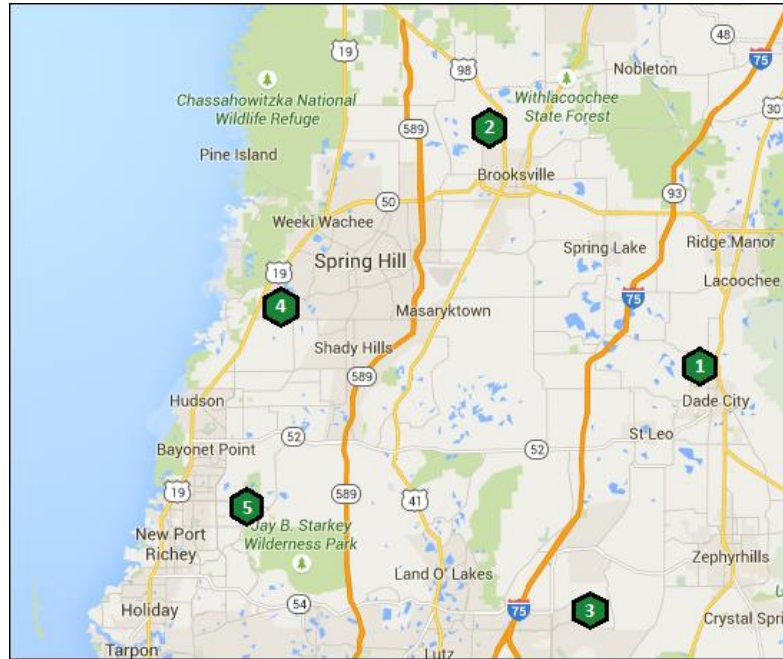 19
98
48
75
Nobleton
Chassahowitzka National
Wildlife Refuge
Withlacoochee
State Forest
301
589
2
Pine Island
Brooksville
50
93
Weeki Wachee
Spring Lake
Ridge Manor
Spring Hill
19
Lacoochee
75
4
Masaryktown
Shady Hills
1
589
Hudson
Dade City
52
St Leo
Bayonet Point
52
19
589
41
5
Jay B. Starkey
Wilderness Park
New Port
Richey
Zephyrhills
Land O' Lakes
Holiday
54
75
3
Crystal Spri
Tarpon
Lutz